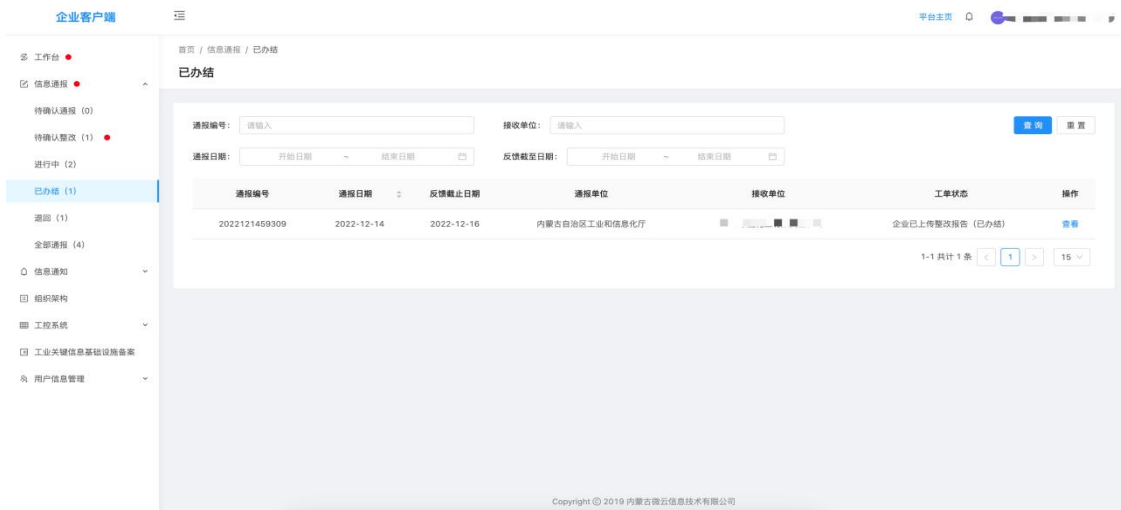 企业客户端
平台主页
工作台
信息通报
待确认通报（0）
待确认整改（1）
进行中（2）
已办结（1）
退回（1）
全部通报（4）
信息通知
组织架构
工控系统
工业关键信息基础设施备案
用户信息管理
首页 / 信息通报 / 已办结
已办结
通报编号： 请输入 接收单位： 请输入 查 询 重 置
通报日期： 开始日期 ~ 结束日期 反馈截至日期： 开始日期 ~ 结束日期
通报编号 通报日期 反馈截止日期 通报单位 接收单位 工单状态 操作
2022121459309 2022-12-14 2022-12-16 内蒙古自治区工业和信息化厅 企业已上传整改报告（已办结） 查看
1-1 共计 1 条 < 1 > 15
Copyright © 2019 内蒙古微云信息技术有限公司